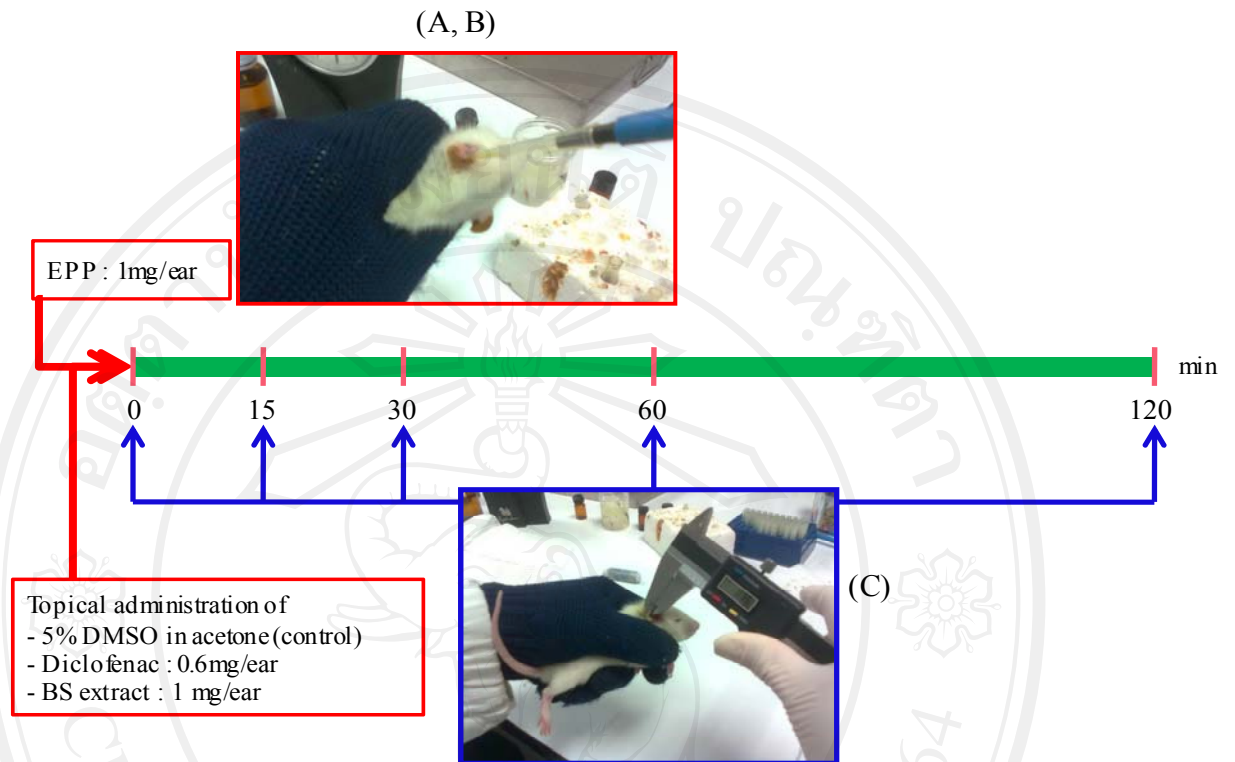 (A, B)
EPP : 1mg/ear
min
0 15 30 60 120
(C)
Topical administration of
- 5% DMSO in acetone (control)
- Diclofenac : 0.6mg/ear
- BS extract : 1 mg/ear